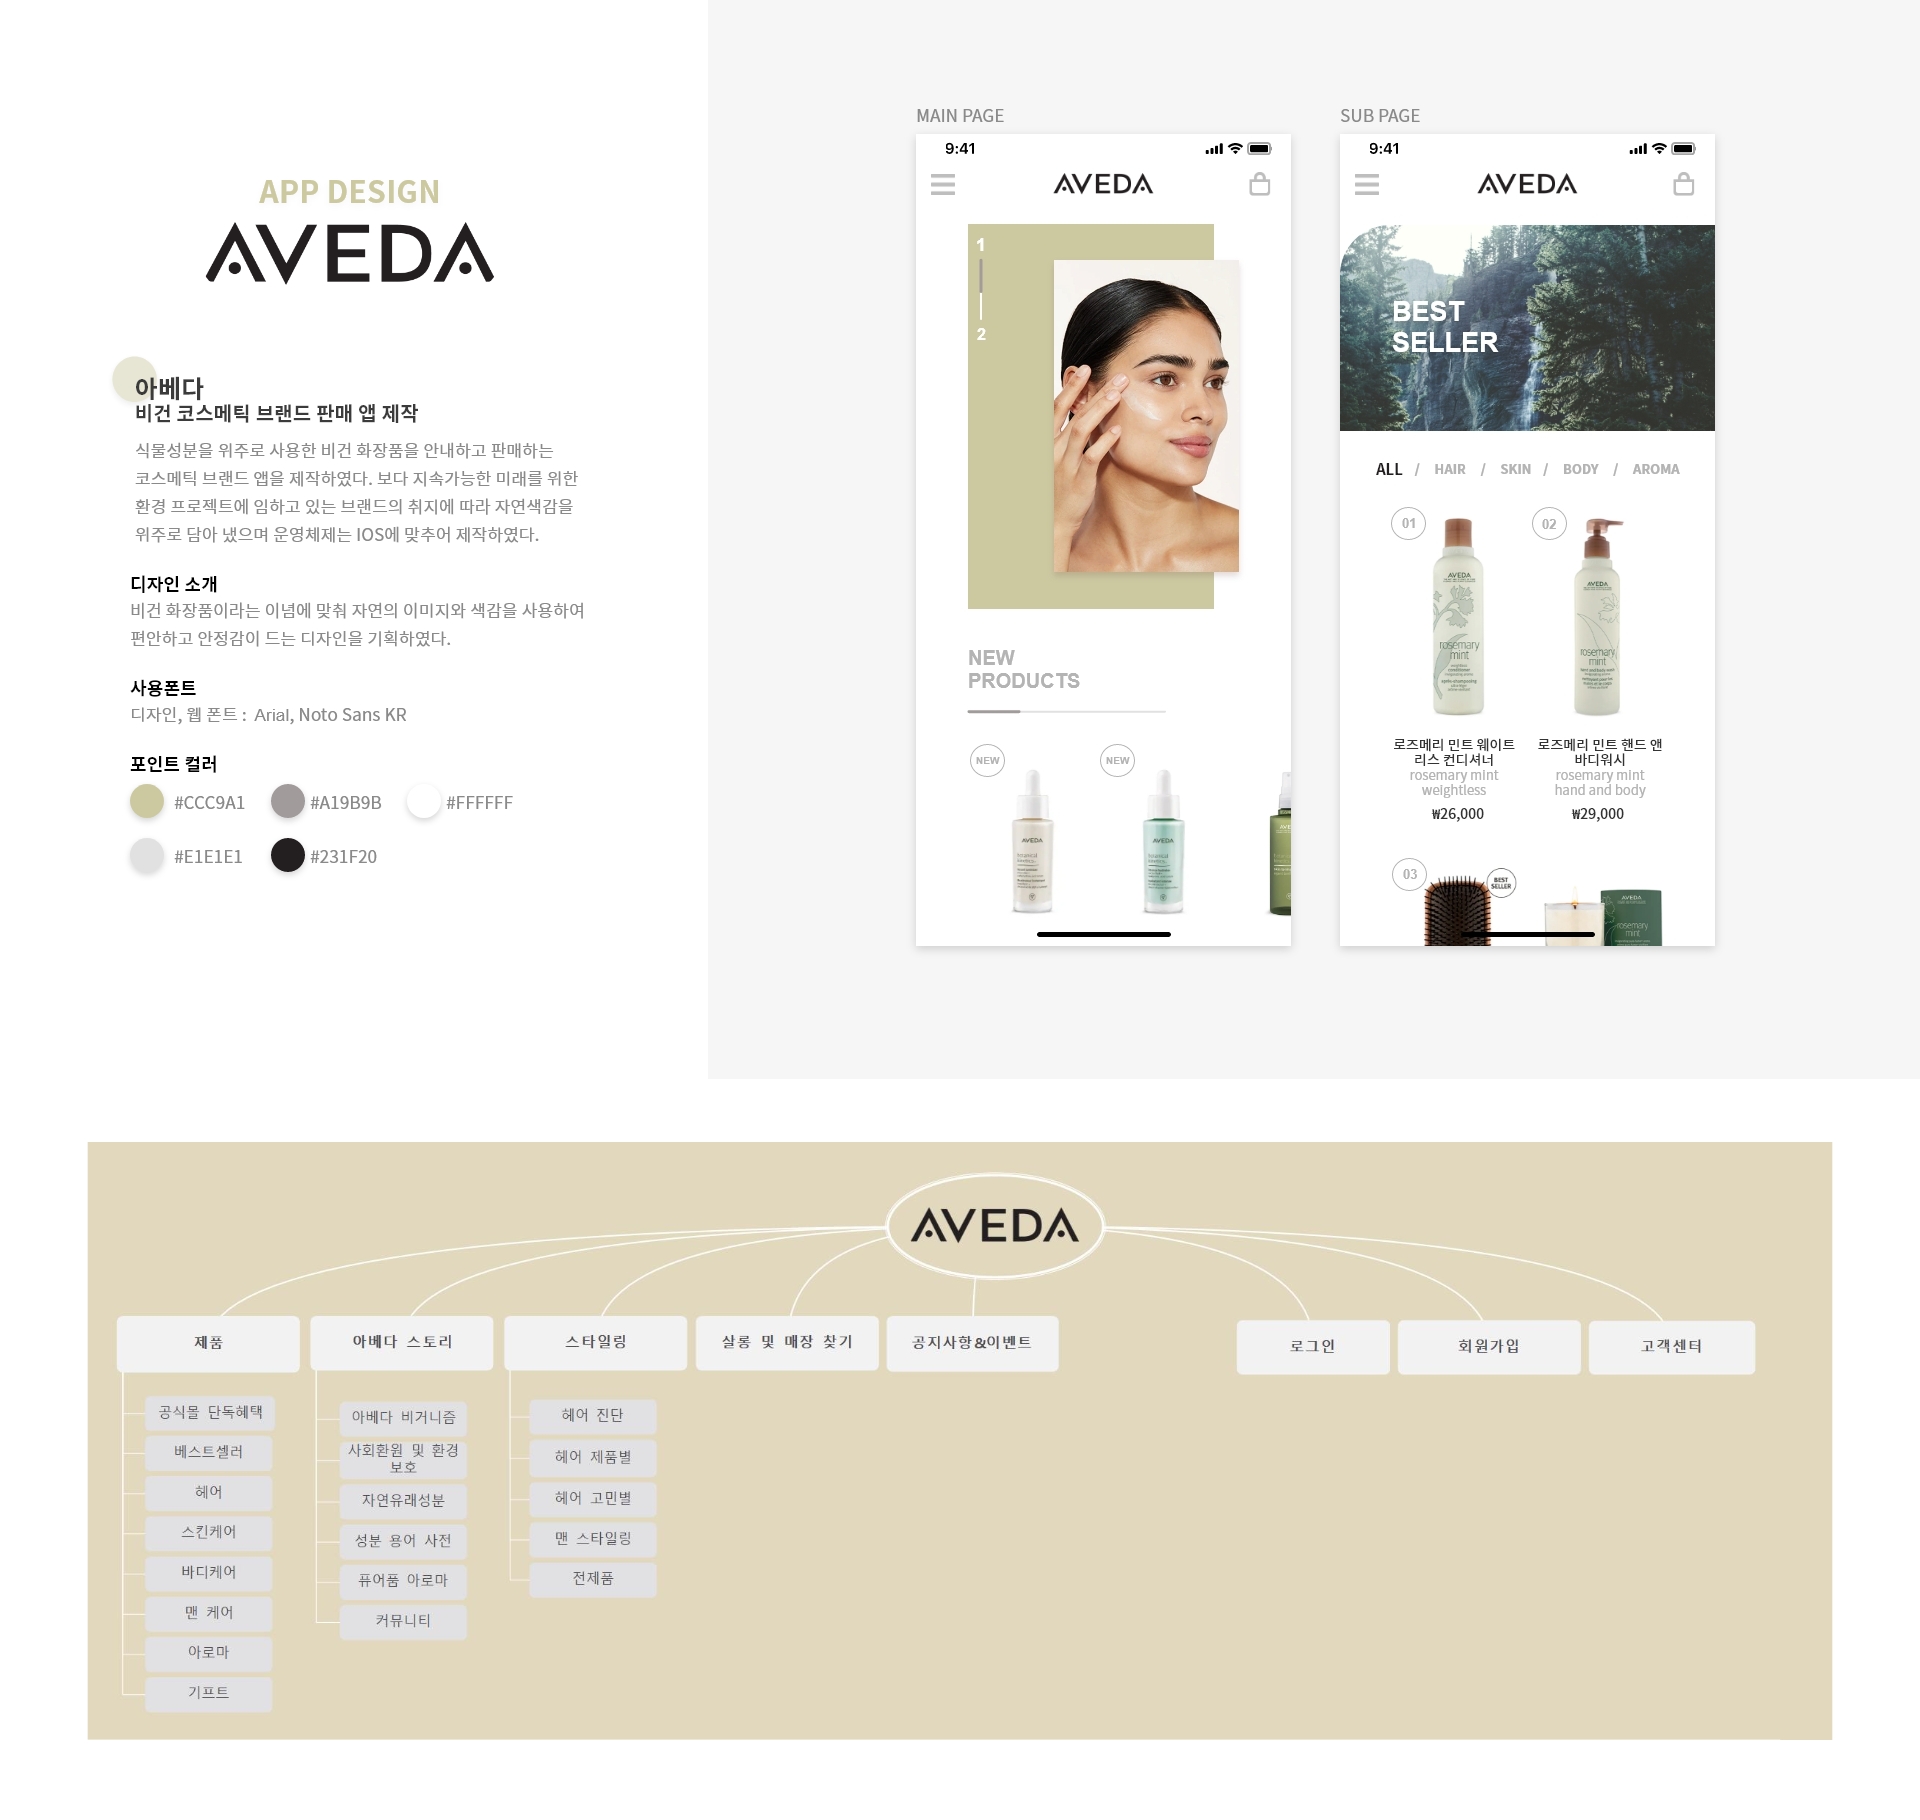 APP DESIGN
AVEDA
아베다
비건 코스메틱 브랜드 판매 앱 제작
식물성분을 위주로 사용한 비건 화장품을 안내하고 판매하는
코스메틱 브랜드 앱을 제작하였다. 보다 지속가능한 미래를 위한
환경 프로젝트에 임하고 있는 브랜드의 취지에 따라 자연색감을
위주로 담아 냈으며 운영체제는 IOS에 맞추어 제작하였다.
디자인 소개
비건 화장품이라는 이념에 맞춰 자연의 이미지와 색감을 사용하여
편안하고 안정감이 드는 디자인을 기획하였다.
사용폰트
디자인, 웹 폰트 : Arial, Noto Sans KR
포인트 컬러
#CCC9A1
#A19B9B
#FFFFFF
#E1E1E1
#231F20
MAIN PAGE
9:41
AVEDA
1
2
NEW
PRODUCTS
NEW
NEW
AVEDA
AVEDA
SUB PAGE
9:41
AVEDA
BEST
SELLER
ALL / HAIR / SKIN / BODY / AROMA
01
02
AVEDA
rosemary
mint
AVEDA
rosemary
mint
로즈메리 민트 웨이트
리스 컨디셔너
rosemary mint
weightless
₩26,000
로즈메리 민트 핸드 앤
바디워시
rosemary mint
hand and body
₩29,000
03
BEST
SELLER
AVEDA
rosemary
mint
AVEDA
제품
아베다 스토리
스타일링
살롱 및 매장 찾기
공지사항&이벤트
로그인
회원가입
고객센터
공식몰 단독혜택
베스트셀러
헤어
스킨케어
바디케어
맨 케어
아로마
기프트
아베다 비거니즘
사회환원 및 환경
보호
자연유래성분
성분 용어 사전
퓨어품 아로마
커뮤니티
헤어 진단
헤어 제품별
헤어 고민별
맨 스타일링
전제품